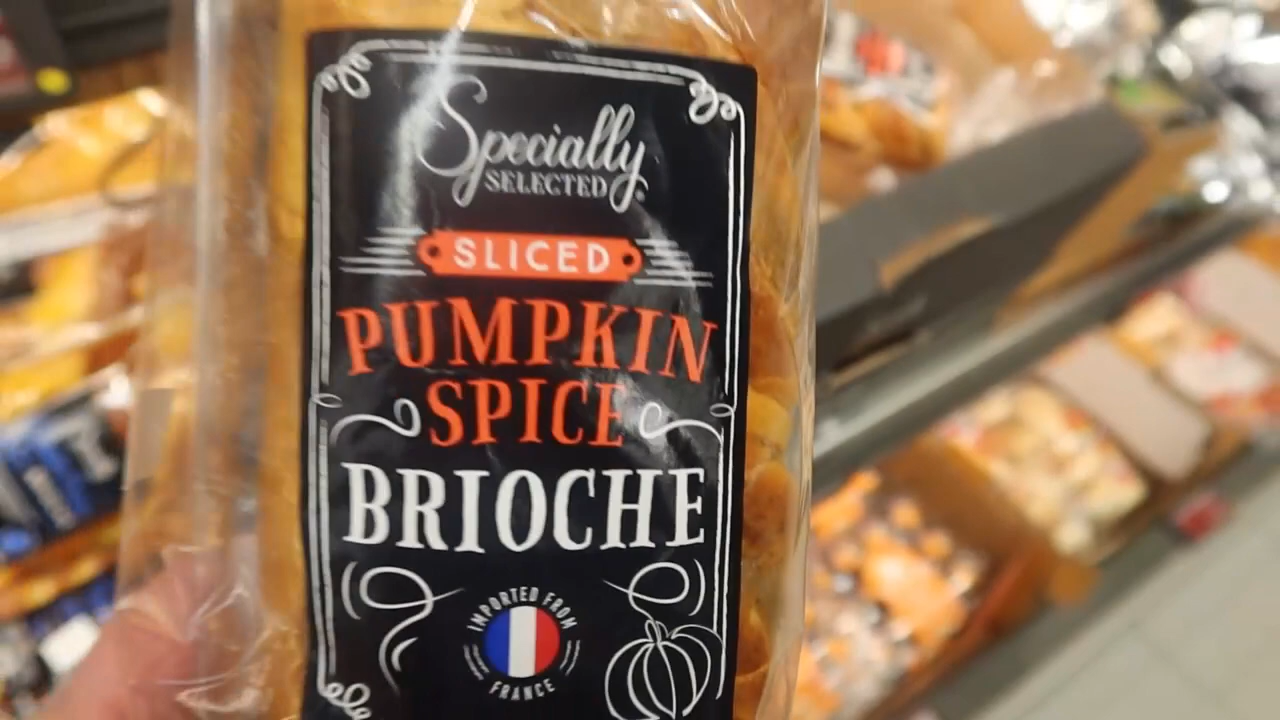 Specially
SELECTED
SLICED
PUMPKIN
SPICE
BRIOCHE
IMPORTED FROM
FRANCE